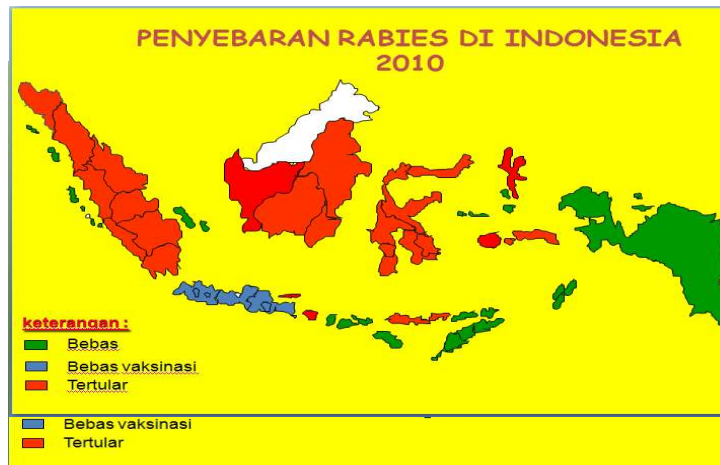 PENYEBARAN RABIES DI INDONESIA
2010
keterangan :
Bebas
Bebas vaksinasi
Tertular
Bebas vaksinasi
Tertular